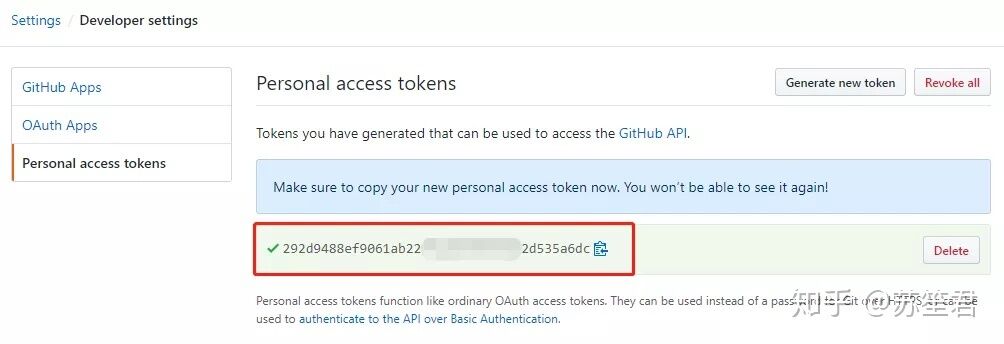 Settings / Developer settings
GitHub Apps
OAuth Apps
Personal access tokens
Personal access tokens
Generate new token
Revoke all
Tokens you have generated that can be used to access the GitHub API.
Make sure to copy your new personal access token now. You won't be able to see it again!
292d9488ef9061ab22 2d535a6dc
Delete
Personal access tokens function like ordinary OAuth access tokens. They can be used instead of a password for Git over HTTPS, or can be
used to authenticate to the API over Basic Authentication.
知乎 @苏笙君